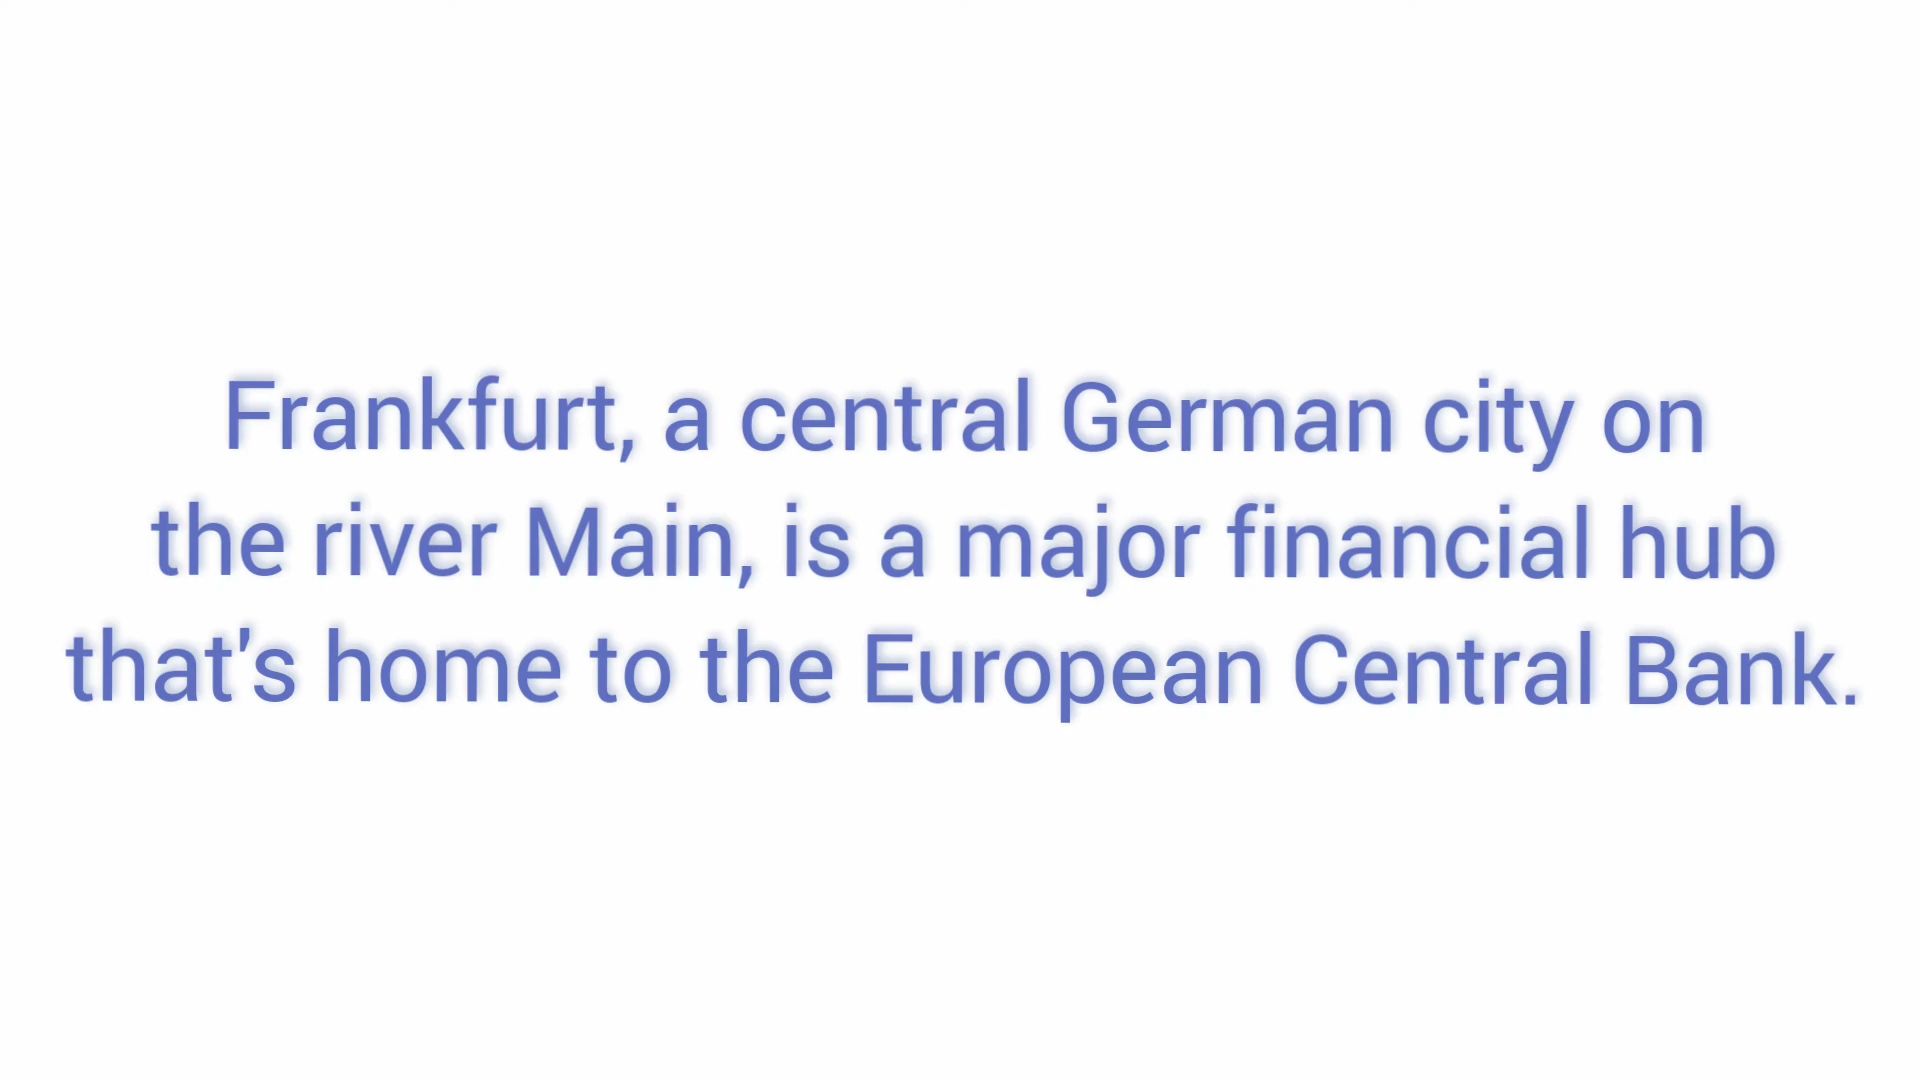 Frankfurt, a central German city on
the river Main, is a major financial hub
that's home to the European Central Bank.